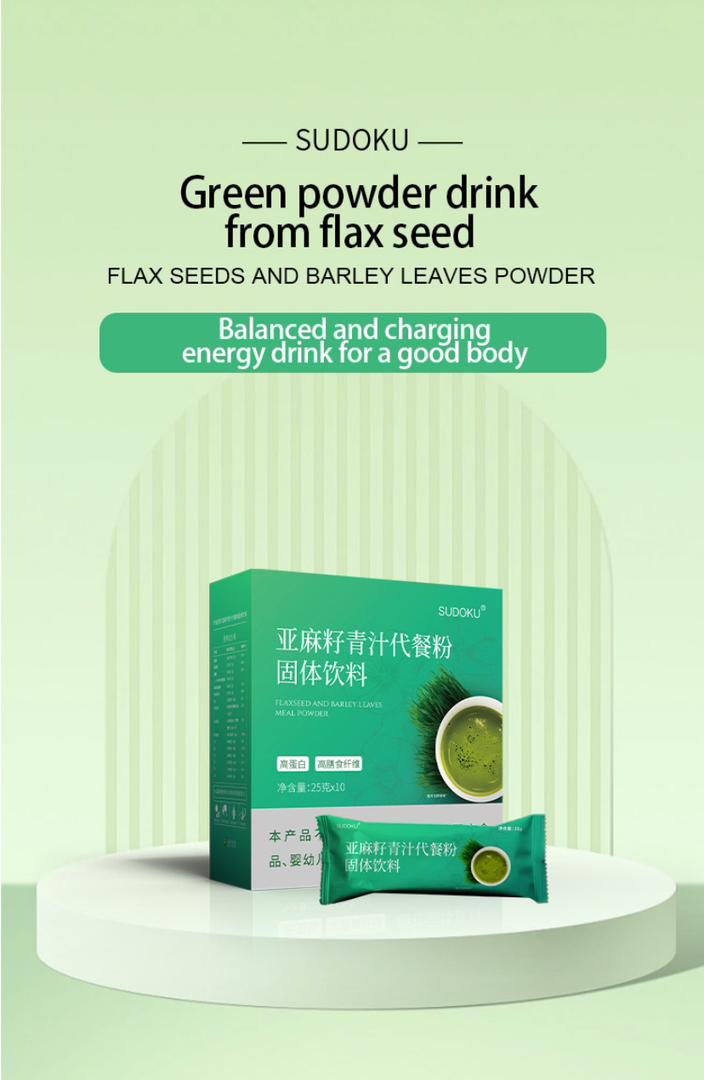 SUDOKU
Green powder drink
from flax seed
FLAX SEEDS AND BARLEY LEAVES POWDER
Balanced and charging
energy drink for a good body
SUDOKU®
亚麻籽青汁代餐粉
固体饮料
FLAXSEED AND BARLEY LEAVES
MEAL POWDER
高蛋白 高膳食纤维
净含量:25克x10
本产品
品、婴幼儿
SUDOKU
亚麻籽青汁代餐粉
固体饮料